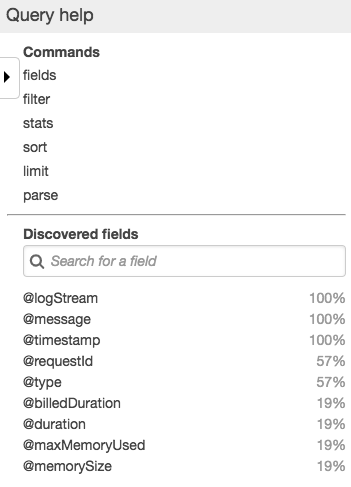 Query help
Commands
fields
filter
stats
sort
limit
parse
Discovered fields
Search for a field
@logStream 100%
@message 100%
@timestamp 100%
@requestId 57%
@type 57%
@billedDuration 19%
@duration 19%
@maxMemoryUsed 19%
@memorySize 19%